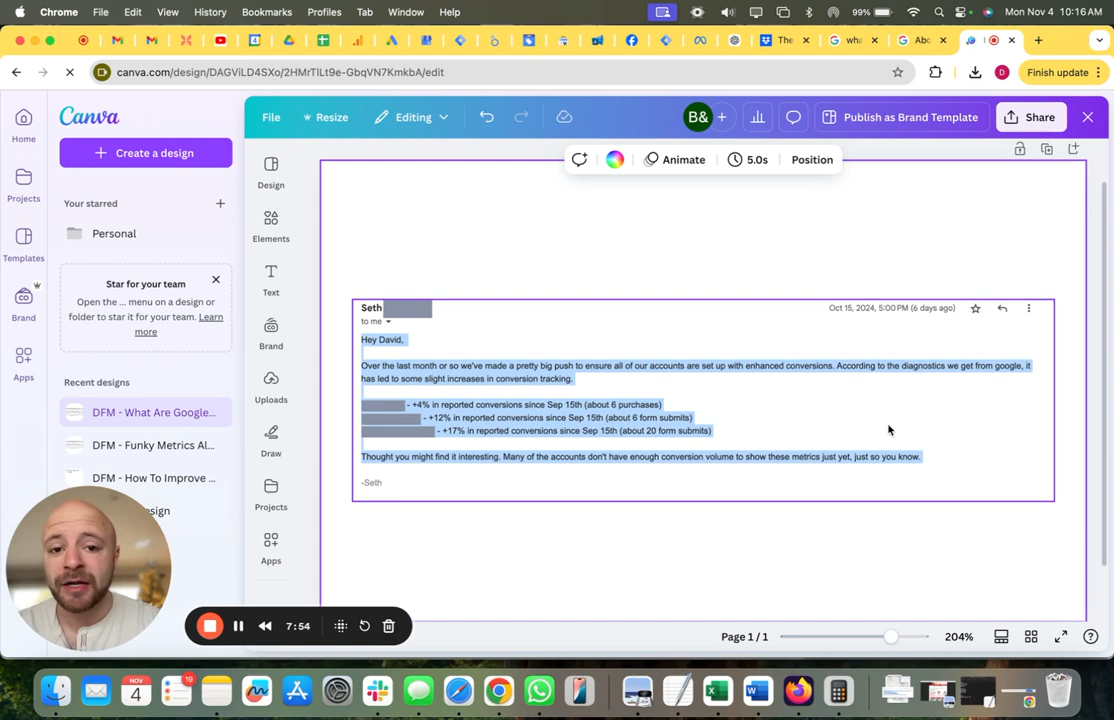 Chrome File Edit View History Bookmarks Profiles Tab Window Help
99% Mon Nov 4 10:16 AM
The
wha
Abc
canva.com/design/DAGViLD4SXo/2HMrTlLt9e-GbqVN7KmkbA/edit
Finish update
Home
Projects
Templates
Brand
Apps
Canva
Create a design
Your starred
Personal
Star for your team
Open the ... menu on a design or
folder to star it for your team. Learn
more
Recent designs
DFM - What Are Google...
DFM - Funky Metrics Al...
DFM - How To Improve ...
File Resize Editing
B&
Publish as Brand Template
Share
Animate 5.0s Position
Design
Elements
Text
Brand
Uploads
Draw
Projects
Apps
Seth
to me
Oct 15, 2024, 5:00 PM (6 days ago)
Hey David,
Over the last month or so we've made a pretty big push to ensure all of our accounts are set up with enhanced conversions. According to the diagnostics we get from google, it
has led to some slight increases in conversion tracking.
- +4% in reported conversions since Sep 15th (about 6 purchases)
- +12% in reported conversions since Sep 15th (about 6 form submits)
- +17% in reported conversions since Sep 15th (about 20 form submits)
Thought you might find it interesting. Many of the accounts don't have enough conversion volume to show these metrics just yet, just so you know.
-Seth
7:54
Page 1 / 1
204%
NOV
4
19